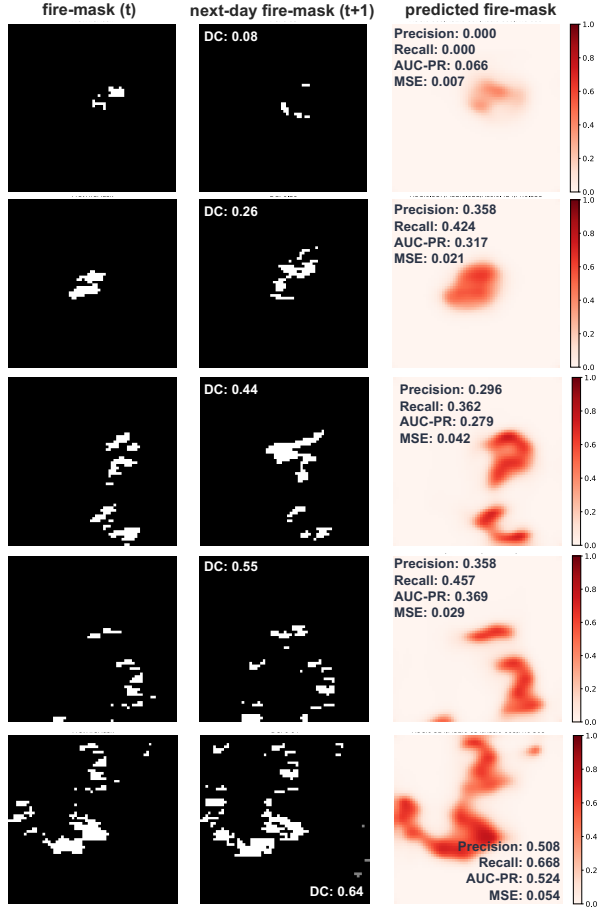 fire-mask (t)
next-day fire-mask (t+1)
predicted fire-mask
DC: 0.08
Precision: 0.000
Recall: 0.000
AUC-PR: 0.066
MSE: 0.007
1.0
0.8
0.6
0.4
0.2
0.0
DC: 0.26
Precision: 0.358
Recall: 0.424
AUC-PR: 0.317
MSE: 0.021
1.0
0.8
0.6
0.4
0.2
0.0
DC: 0.44
Precision: 0.296
Recall: 0.362
AUC-PR: 0.279
MSE: 0.042
1.0
0.8
0.6
0.4
0.2
0.0
DC: 0.55
Precision: 0.358
Recall: 0.457
AUC-PR: 0.369
MSE: 0.029
1.0
0.8
0.6
0.4
0.2
0.0
DC: 0.64
Precision: 0.508
Recall: 0.668
AUC-PR: 0.524
MSE: 0.054
1.0
0.8
0.6
0.4
0.2
0.0